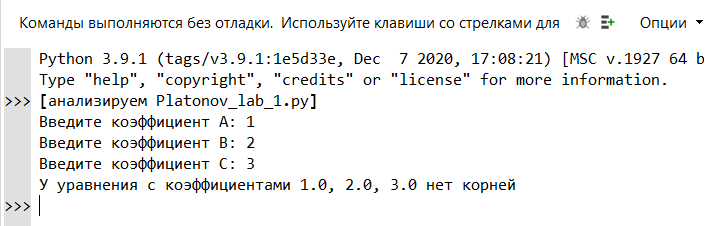 Команды выполняются без отладки. Используйте клавиши со стрелками для
Опции
Python 3.9.1 (tags/v3.9.1:1e5d33e, Dec  7 2020, 17:08:21) [MSC v.1927 64 b
Type "help", "copyright", "credits" or "license" for more information.
>>> [анализируем Platonov_lab_1.py]
Введите коэффициент A: 1
Введите коэффициент B: 2
Введите коэффициент C: 3
У уравнения с коэффициентами 1.0, 2.0, 3.0 нет корней
>>>